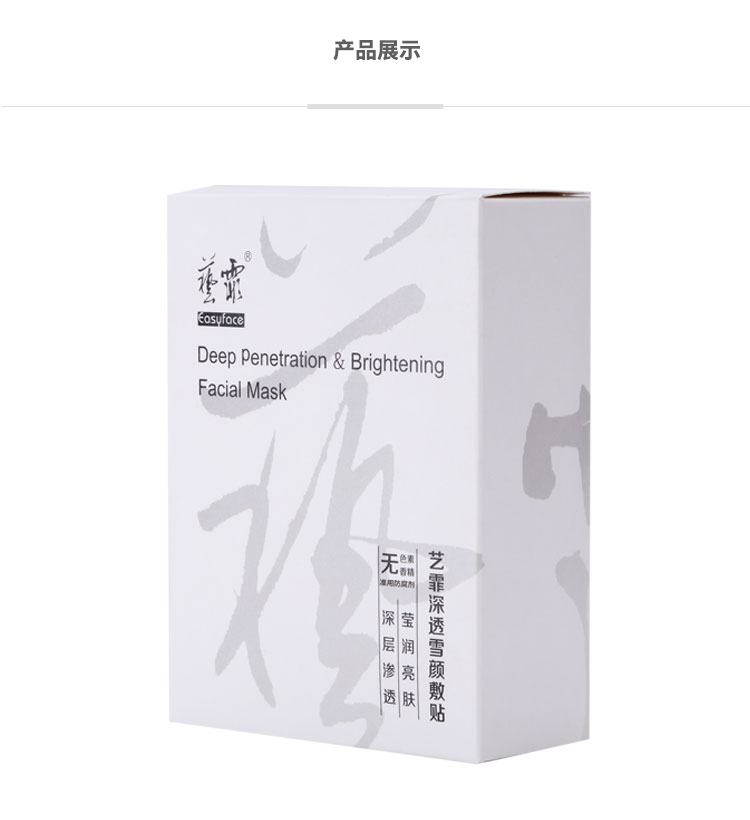 产品展示
藝霏®
Easyface
Deep Penetration & Brightening
Facial Mask
艺霏深透雪颜敷贴
无色素香精
准用防腐剂
莹润亮肤
深层渗透